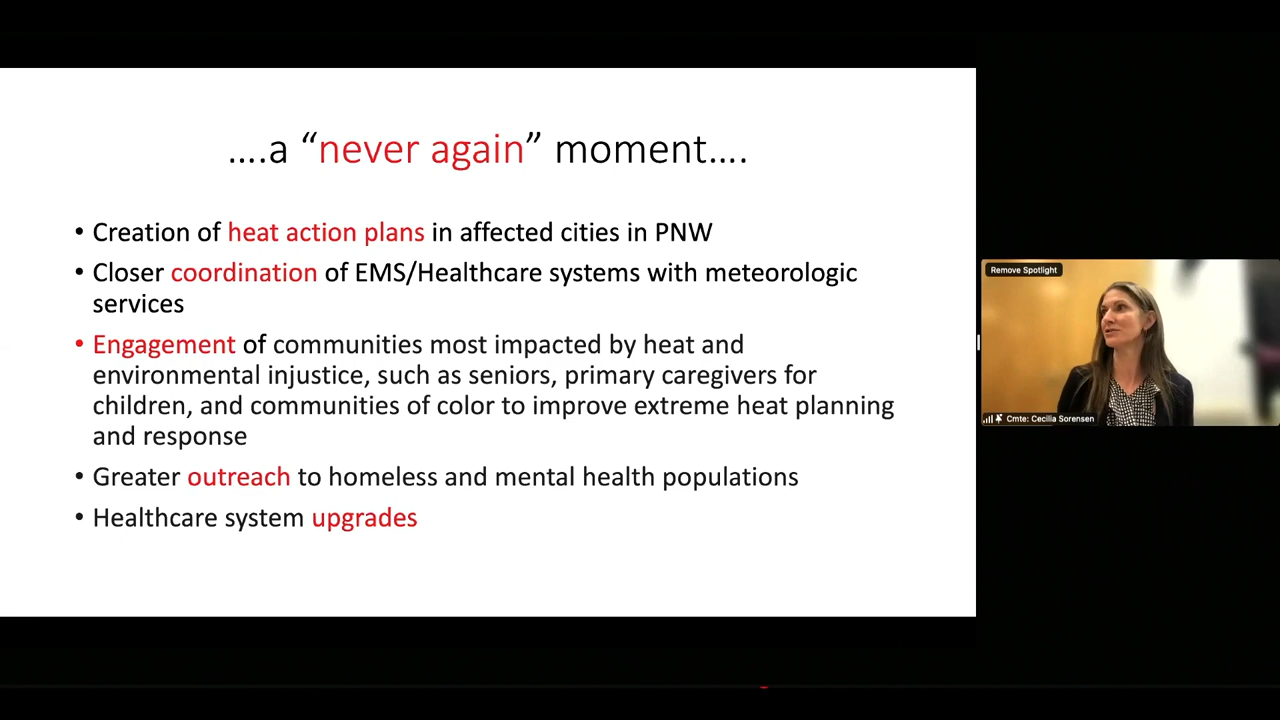 ....a “never again” moment....
• Creation of heat action plans in affected cities in PNW
• Closer coordination of EMS/Healthcare systems with meteorologic
services
• Engagement of communities most impacted by heat and
environmental injustice, such as seniors, primary caregivers for
children, and communities of color to improve extreme heat planning
and response
• Greater outreach to homeless and mental health populations
• Healthcare system upgrades
Remove Spotlight
Cmte: Cecilia Sorensen